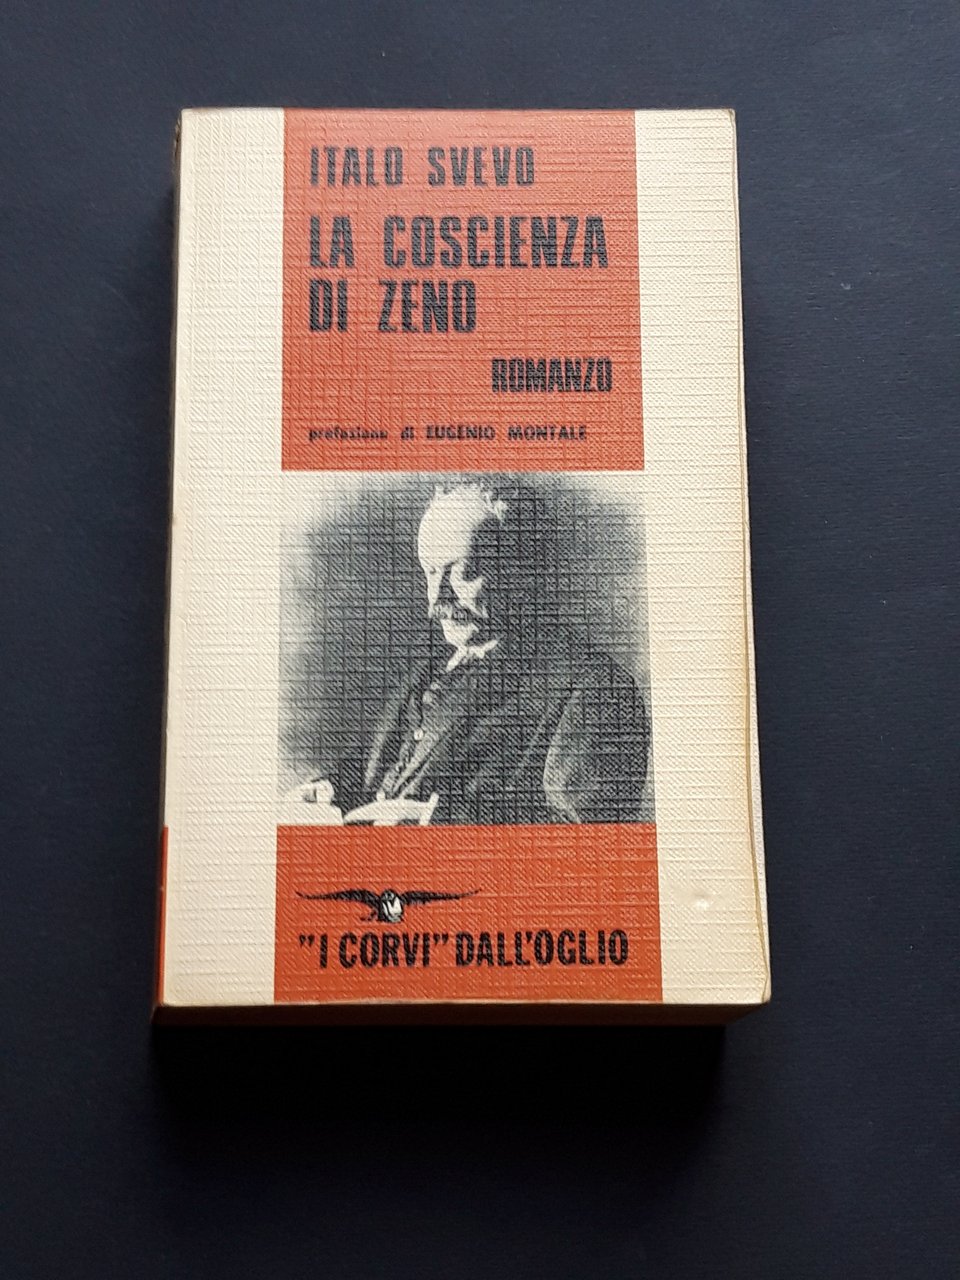 ITALO SVEVO
LA COSCIENZA
DI ZENO
ROMANZO
prefazione di EUGENIO MONTALE
"I CORVI" DALL'OGLIO